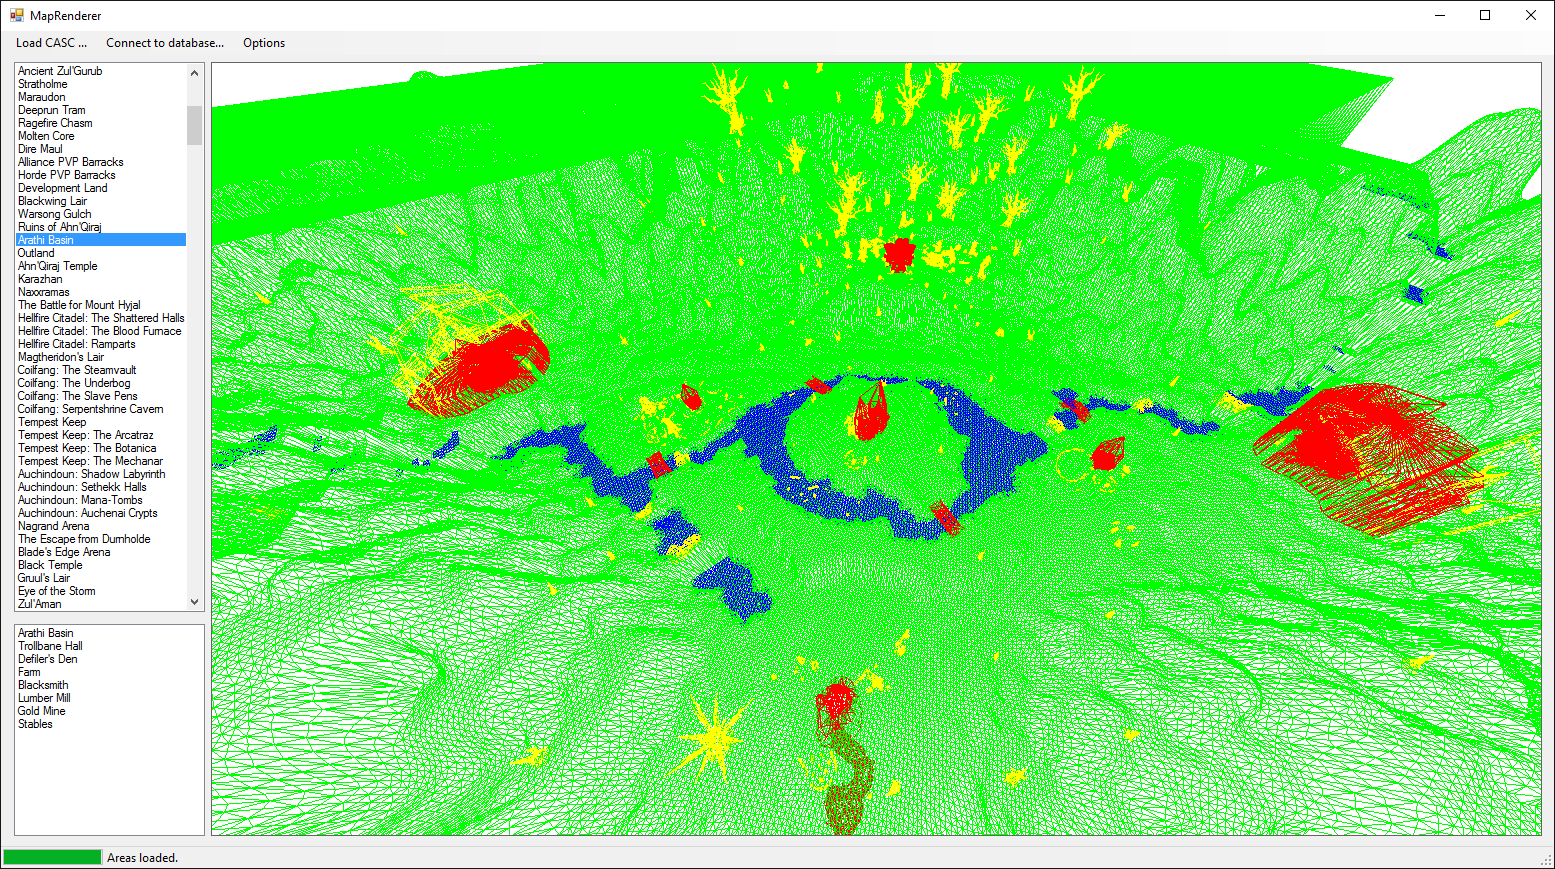 MapRenderer
Load CASC ... Connect to database... Options
Ancient Zul'Gurub
Stratholme
Maraudon
Deeprun Tram
Ragefire Chasm
Molten Core
Dire Maul
Alliance PVP Barracks
Horde PVP Barracks
Development Land
Blackwing Lair
Warsong Gulch
Ruins of Ahn'Qiraj
Arathi Basin
Outland
Ahn'Qiraj Temple
Karazhan
Naxxramas
The Battle for Mount Hyjal
Hellfire Citadel: The Shattered Halls
Hellfire Citadel: The Blood Furnace
Hellfire Citadel: Ramparts
Magtheridon's Lair
Coilfang: The Steamvault
Coilfang: The Underbog
Coilfang: The Slave Pens
Coilfang: Serpentshrine Cavern
Tempest Keep
Tempest Keep: The Arcatraz
Tempest Keep: The Botanica
Tempest Keep: The Mechanar
Auchindoun: Shadow Labyrinth
Auchindoun: Sethekk Halls
Auchindoun: Mana-Tombs
Auchindoun: Auchenai Crypts
Nagrand Arena
The Escape from Durnholde
Blade's Edge Arena
Black Temple
Gruul's Lair
Eye of the Storm
Zul'Aman
Arathi Basin
Trollbane Hall
Defiler's Den
Farm
Blacksmith
Lumber Mill
Gold Mine
Stables
Areas loaded.